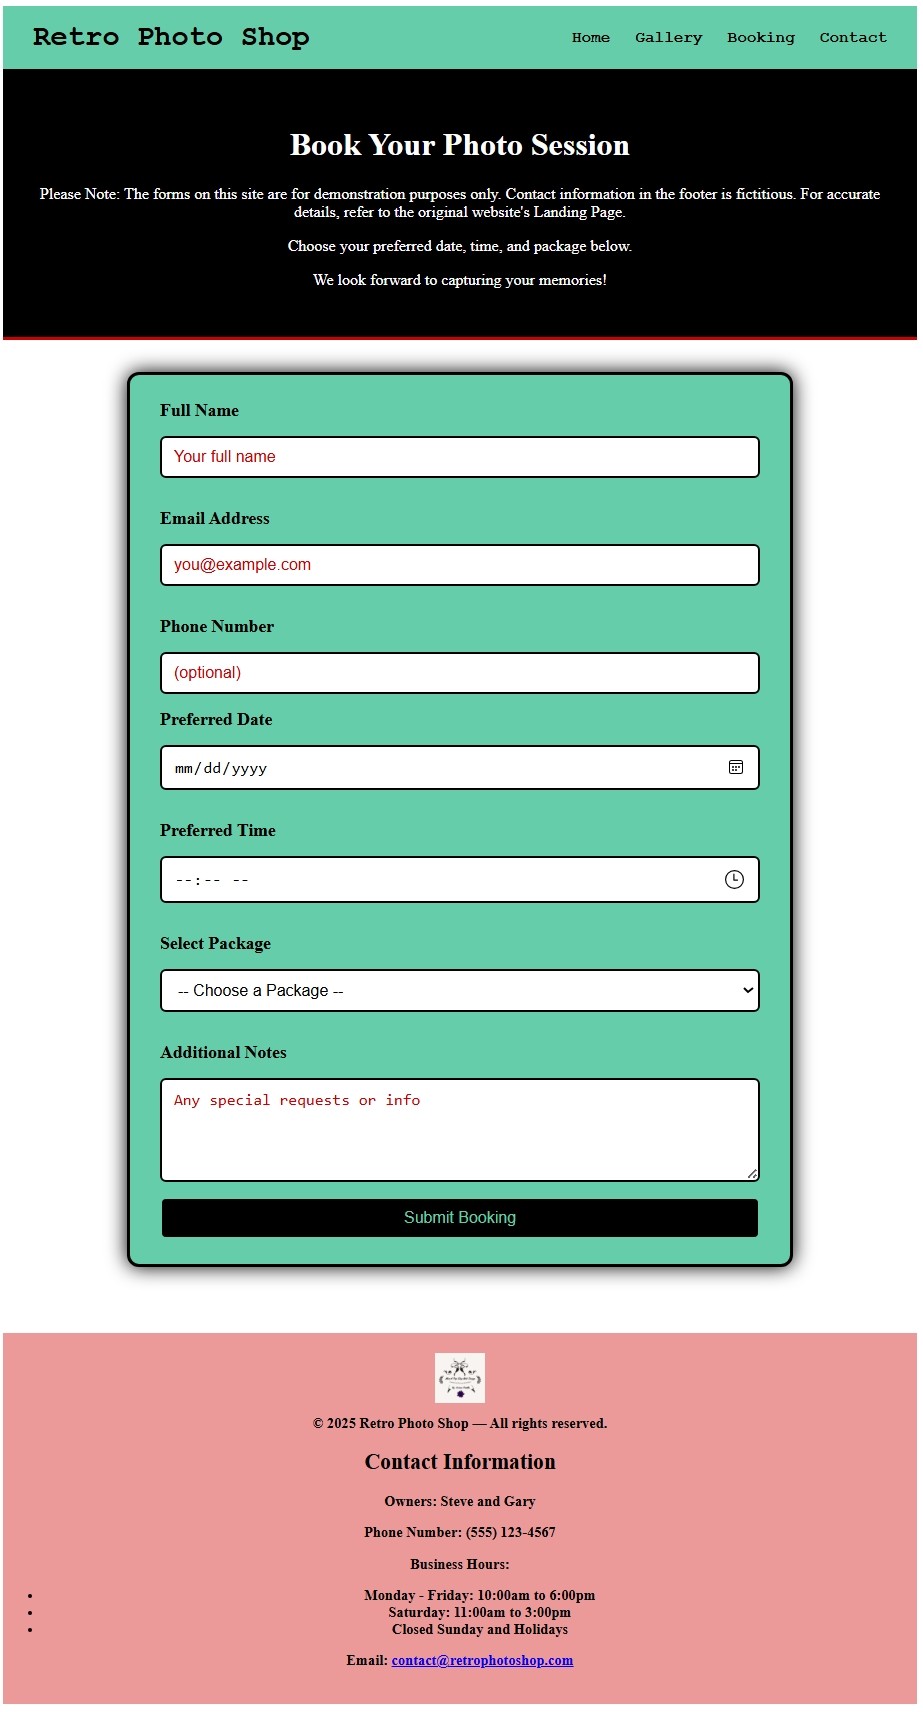 Retro Photo Shop
Home Gallery Booking Contact
Book Your Photo Session
Please Note: The forms on this site are for demonstration purposes only. Contact information in the footer is fictitious. For accurate
details, refer to the original website's Landing Page.
Choose your preferred date, time, and package below.
We look forward to capturing your memories!
Full Name
Your full name
Email Address
you@example.com
Phone Number
(optional)
Preferred Date
mm/dd/yyyy
Preferred Time
--:-- --
Select Package
-- Choose a Package --
Additional Notes
Any special requests or info
Submit Booking
© 2025 Retro Photo Shop — All rights reserved.
Contact Information
Owners: Steve and Gary
Phone Number: (555) 123-4567
Business Hours:
Monday - Friday: 10:00am to 6:00pm
Saturday: 11:00am to 3:00pm
Closed Sunday and Holidays
Email: contact@retrophotoshop.com